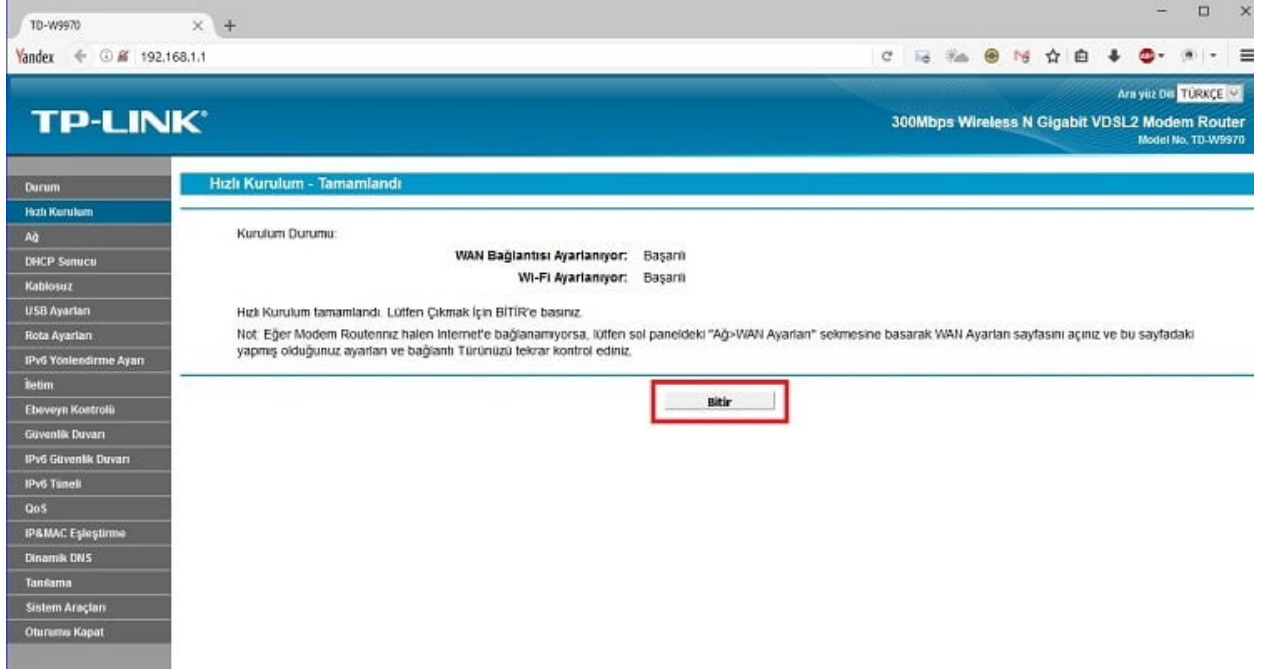 TD-W9970
Yandex 192.168.1.1
Ara yüz Dili TÜRKÇE
TP-LINK®
300Mbps Wireless N Gigabit VDSL2 Modem Router
Model No. TD-W9970
Durum
Hızlı Kurulum
Ağ
DHCP Sunucu
Kablosuz
USB Ayarları
Rota Ayarları
IPv6 Yönlendirme Ayarı
İletim
Ebeveyn Kontrolü
Güvenlik Duvarı
IPv6 Güvenlik Duvarı
IPv6 Tüneli
QoS
IP&MAC Eşleştirme
Dinamik DNS
Tanılama
Sistem Araçları
Oturumu Kapat
Hızlı Kurulum - Tamamlandı
Kurulum Durumu:
WAN Bağlantısı Ayarlanıyor: Başarılı
Wi-Fi Ayarlanıyor: Başarılı
Hızlı Kurulum tamamlandı. Lütfen Çıkmak İçin BİTİR'e basınız.
Not: Eğer Modem Routerınız halen Internet'e bağlanamıyorsa, lütfen sol paneldeki "Ağ>WAN Ayarları" sekmesine basarak WAN Ayarları sayfasını açınız ve bu sayfadaki
yapmış olduğunuz ayarları ve bağlantı Türünüzü tekrar kontrol ediniz.
Bitir